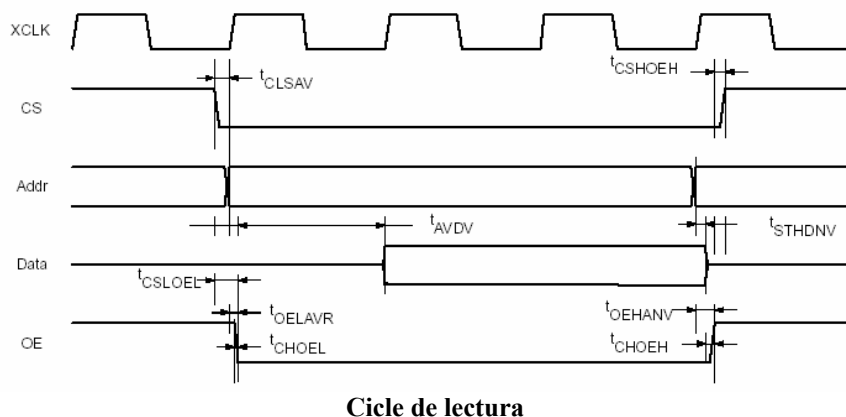 XCLK
tCLSAV
tCSHOEH
CS
Addr
tAVDV
tSTHDNV
Data
tCSLOEL
tOELAVR
tOEHANV
OE
tCHOEL
tCHOEH
Cicle de lectura